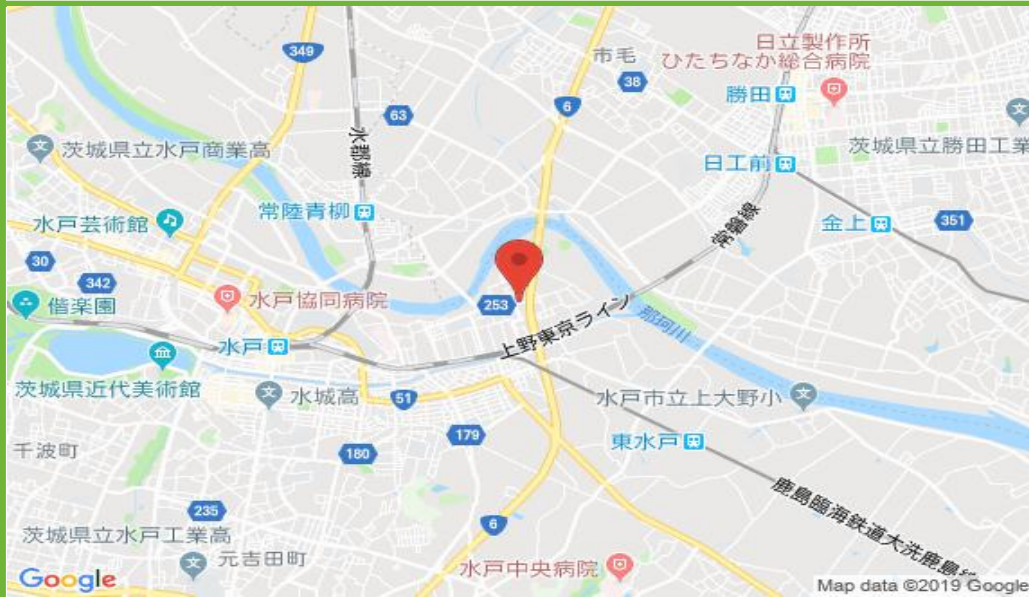 349
市毛
日立製作所
ひたちなか総合病院
38
6
勝田
63
水郡線
茨城県立水戸商業高
日工前
茨城県立勝田工業
水戸芸術館
常陸青柳
常磐線
金上
351
30
342
偕楽園
水戸協同病院
253
上野東京ライン
那珂川
水戸
茨城県近代美術館
水城高
51
水戸市立上大野小
千波町
179
東水戸
180
鹿島臨海鉄道大洗鹿島
235
茨城県立水戸工業高
6
元吉田町
水戸中央病院
Google
Map data ©2019 Google